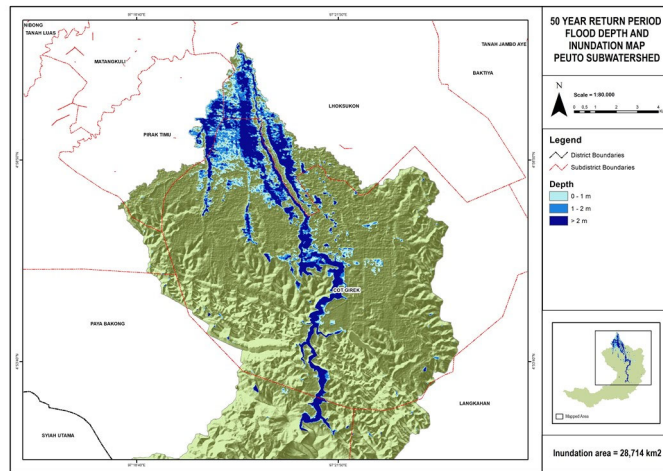 50 YEAR RETURN PERIOD
FLOOD DEPTH AND
INUNDATION MAP
PEUTO SUBWATERSHED
N
Scale = 1:80.000
Legend
District Boundaries
Subdistrict Boundaries
Depth
0 - 1 m
1 - 2 m
> 2 m
Mapped Area
Inundation area = 28,714 km2
NIBONG
TANAH LUAS
MATANGKULI
TANAH JAMBO AYE
BAKTIYA
LHOKSUKON
PIRAK TIMU
COT GIREK
PAYA BAKONG
LANGKAHAN
SYIAH UTAMA